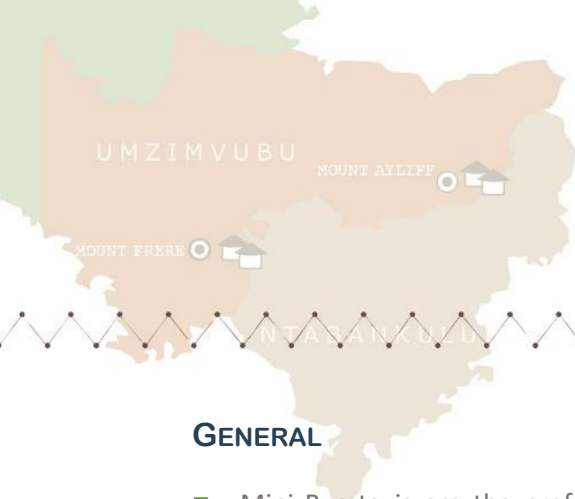 UMZIMVUBU
MOUNT AYLIFF
MOUNT FRERE
NTABANKULU
GENERAL